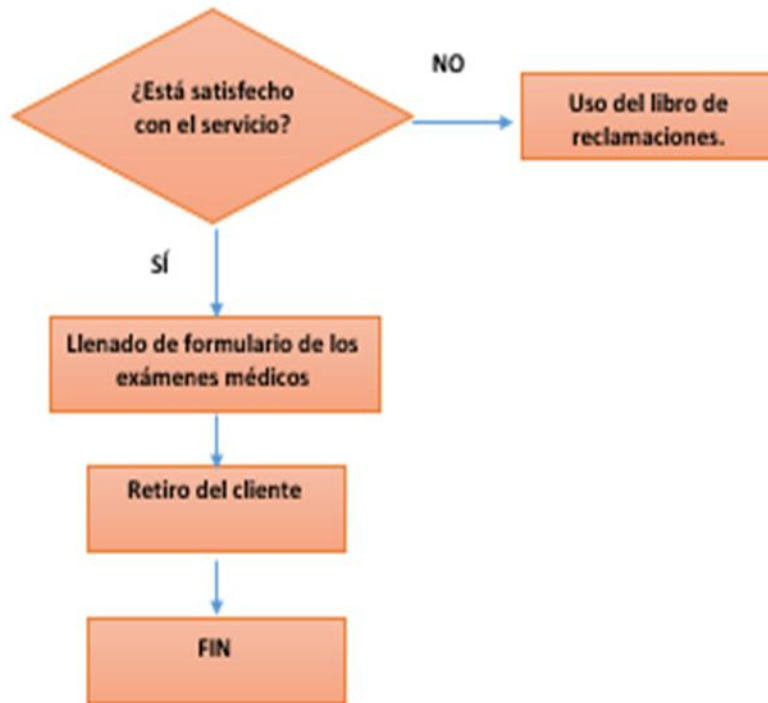 ¿Está satisfecho
con el servicio?
NO
Uso del libro de
reclamaciones.
SÍ
Llenado de formulario de los
exámenes médicos
Retiro del cliente
FIN